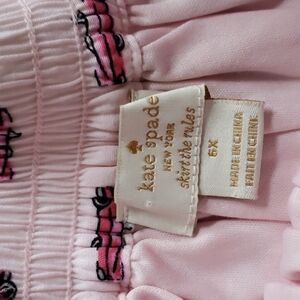 kate spade
NEW YORK
skirt the rules
6X
MADE IN CHINA
FAIT EN CHINE